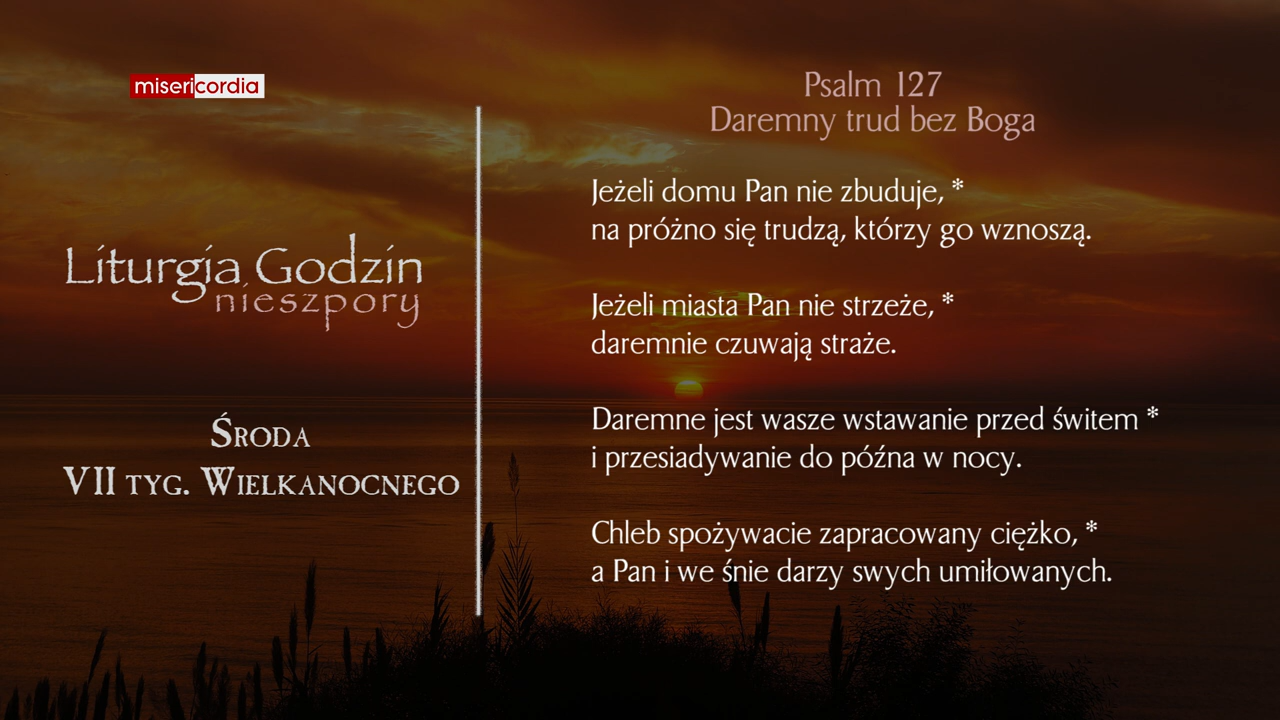 misericordia
Liturgia Godzin
nieszpory
Środa
VII tyg. Wielkanocnego
Psalm 127
Daremny trud bez Boga
Jeżeli domu Pan nie zbuduje, *
na próżno się trudzą, którzy go wznoszą.
Jeżeli miasta Pan nie strzeże, *
daremnie czuwają straże.
Daremne jest wasze wstawanie przed świtem *
i przesiadywanie do późna w nocy.
Chleb spożywacie zapracowany ciężko, *
a Pan i we śnie darzy swych umiłowanych.